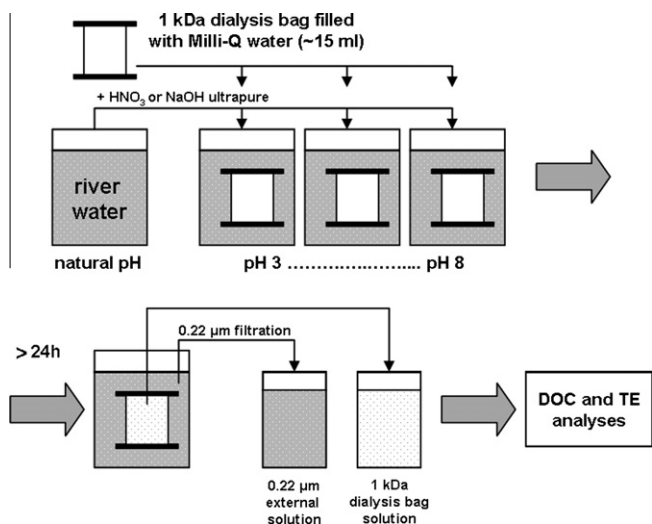 1 kDa dialysis bag filled
with Milli-Q water (~15 ml)
+ HNO₃ or NaOH ultrapure
river
water
natural pH
pH 3 ..................... pH 8
> 24h
0.22 µm filtration
DOC and TE
analyses
0.22 µm
external
solution
1 kDa
dialysis bag
solution